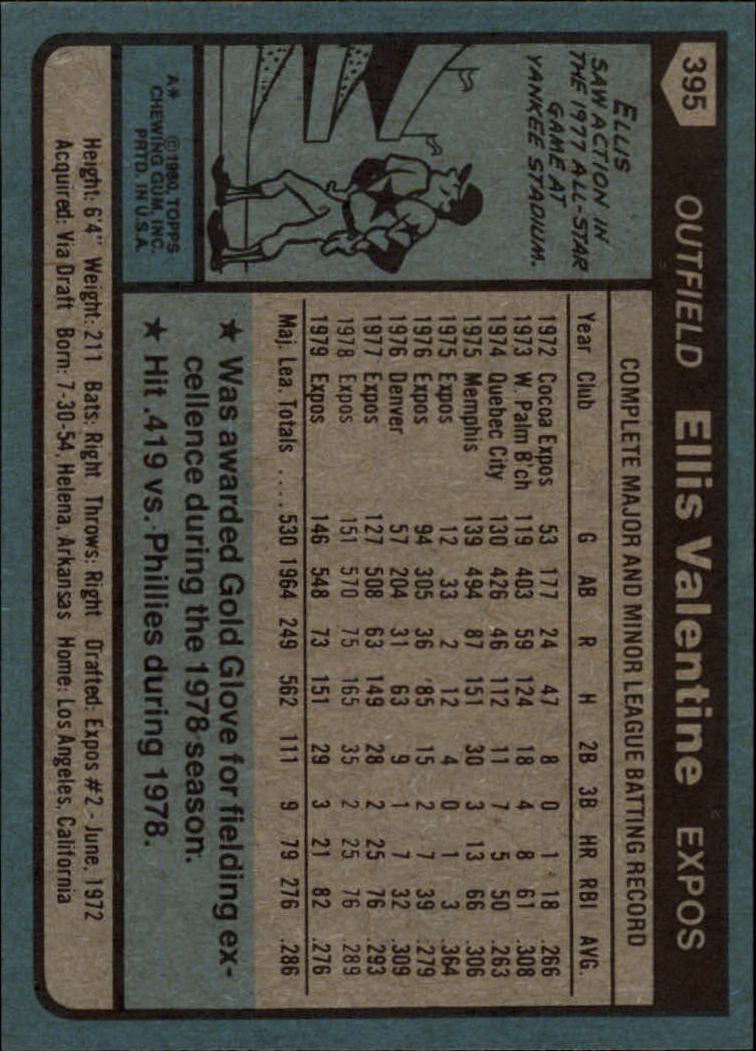 395
OUTFIELD Ellis Valentine EXPOS
ELLIS
SAW ACTION IN
THE 1977 ALL-STAR
GAME AT
YANKEE STADIUM.
A* © 1980, TOPPS
CHEWING GUM, INC.
PRTD. IN U.S.A.
COMPLETE MAJOR AND MINOR LEAGUE BATTING RECORD
Year Club G AB R H 2B 3B HR RBI AVG.
1972 Cocoa Expos 53 177 24 47 8 0 1 18 .266
1973 W. Palm B'ch 119 403 59 124 18 4 8 61 .308
1974 Quebec City 130 426 46 112 11 7 5 50 .263
1975 Memphis 139 494 87 151 30 3 13 66 .306
1975 Expos 12 33 2 12 4 0 1 3 .364
1976 Expos 94 305 36 85 15 2 7 39 .279
1976 Denver 57 204 31 63 9 1 7 32 .309
1977 Expos 127 508 63 149 28 2 25 76 .293
1978 Expos 151 570 75 165 35 2 25 76 .289
1979 Expos 146 548 73 151 29 3 21 82 .276
Maj. Lea. Totals .... 530 1964 249 562 111 9 79 276 .286
★ Was awarded Gold Glove for fielding ex-
cellence during the 1978 season.
★ Hit .419 vs. Phillies during 1978.
Height: 6'4" Weight: 211 Bats: Right Throws: Right Drafted: Expos #2 - June, 1972
Acquired: Via Draft Born: 7-30-54, Helena, Arkansas Home: Los Angeles, California